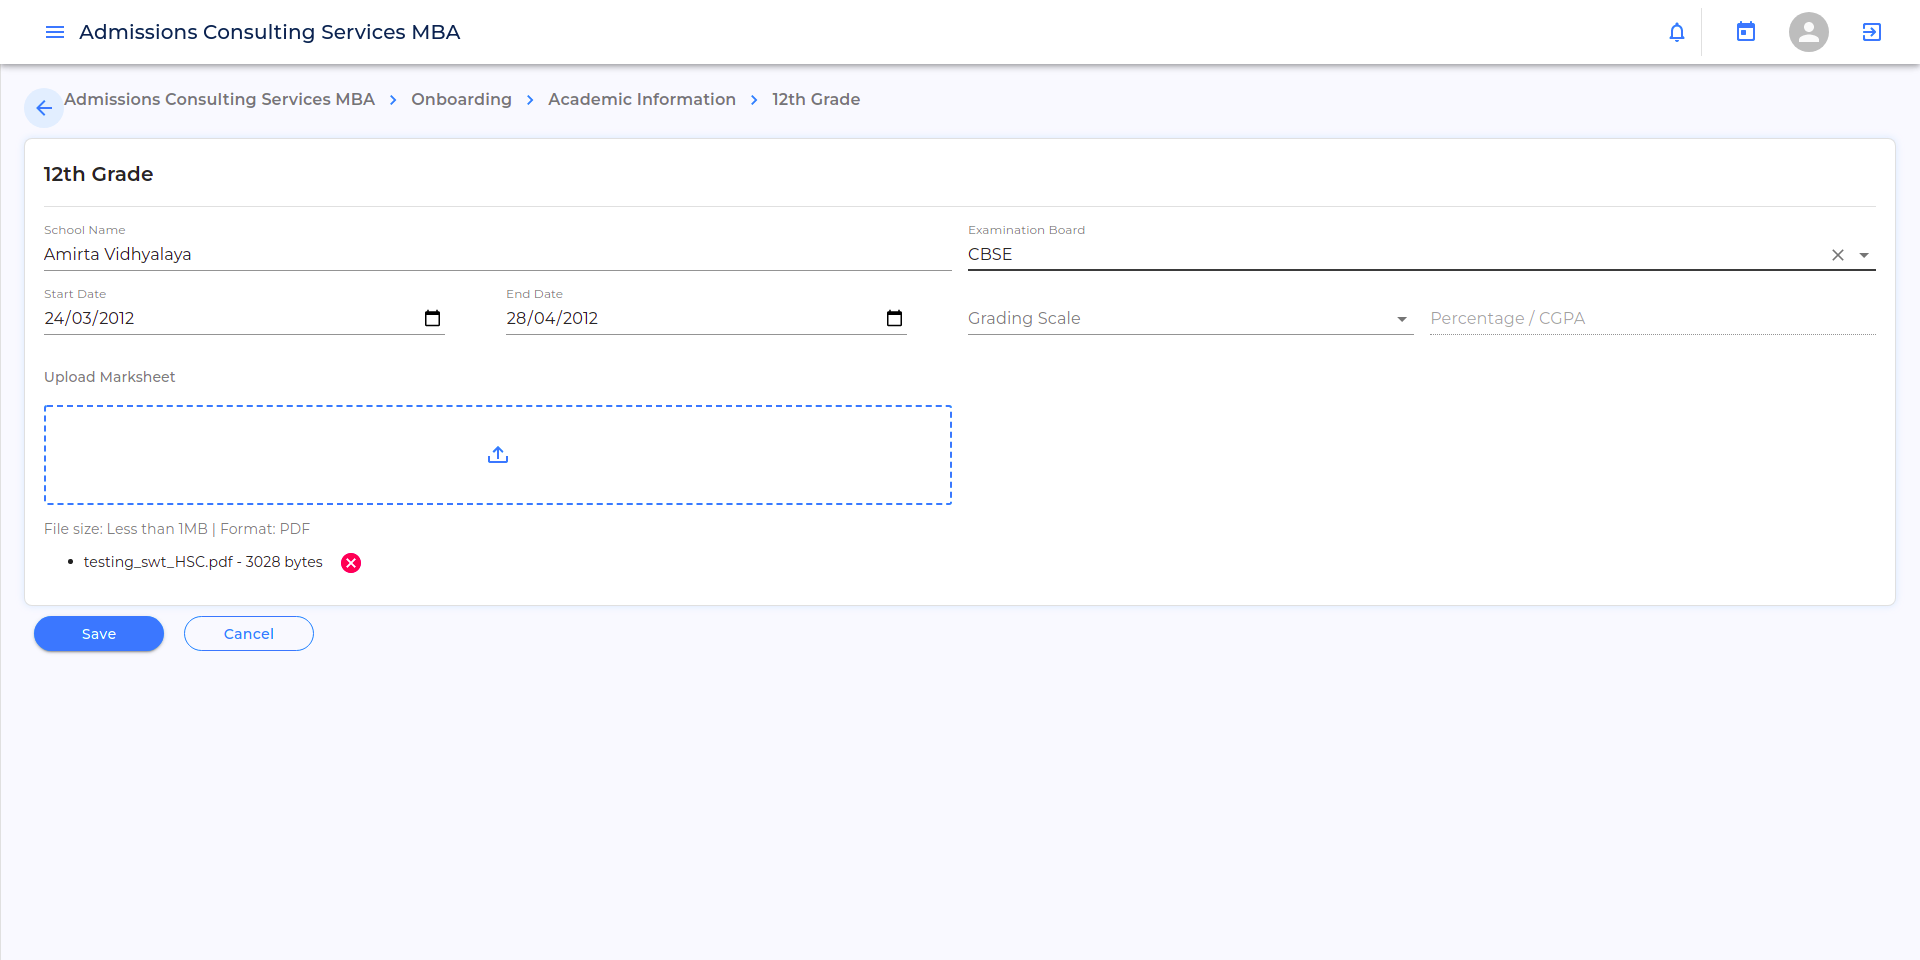 Admissions Consulting Services MBA
Admissions Consulting Services MBA > Onboarding > Academic Information > 12th Grade
12th Grade
School Name
Amirta Vidhyalaya
Examination Board
CBSE
Start Date
24/03/2012
End Date
28/04/2012
Grading Scale
Percentage / CGPA
Upload Marksheet
File size: Less than 1MB | Format: PDF
• testing_swt_HSC.pdf - 3028 bytes
Save
Cancel